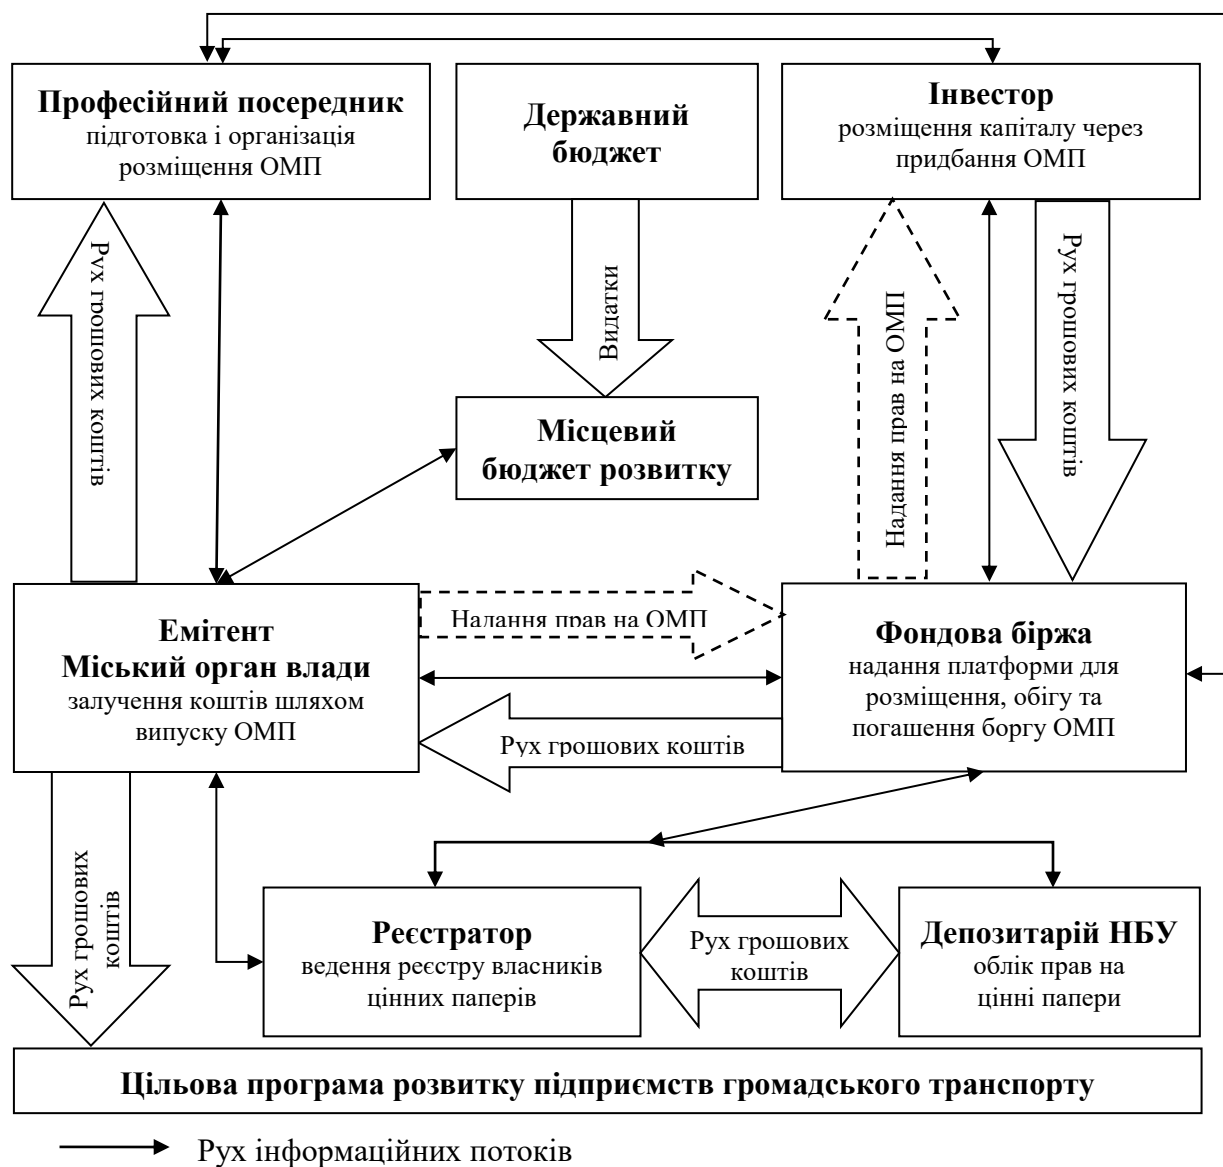 Професійний посередник
підготовка і організація
розміщення ОМП
Державний
бюджет
Інвестор
розміщення капіталу через
придбання ОМП
Рух грошових коштів
Видатки
Надання прав на ОМП
Рух грошових коштів
Місцевий
бюджет розвитку
Емітент
Міський орган влади
залучення коштів шляхом
випуску ОМП
Надання прав на ОМП
Рух грошових коштів
Фондова біржа
надання платформи для
розміщення, обігу та
погашення боргу ОМП
Рух грошових
коштів
Реєстратор
ведення реєстру власників
цінних паперів
Рух грошових
коштів
Депозитарій НБУ
облік прав на
цінні папери
Цільова програма розвитку підприємств громадського транспорту
Рух інформаційних потоків